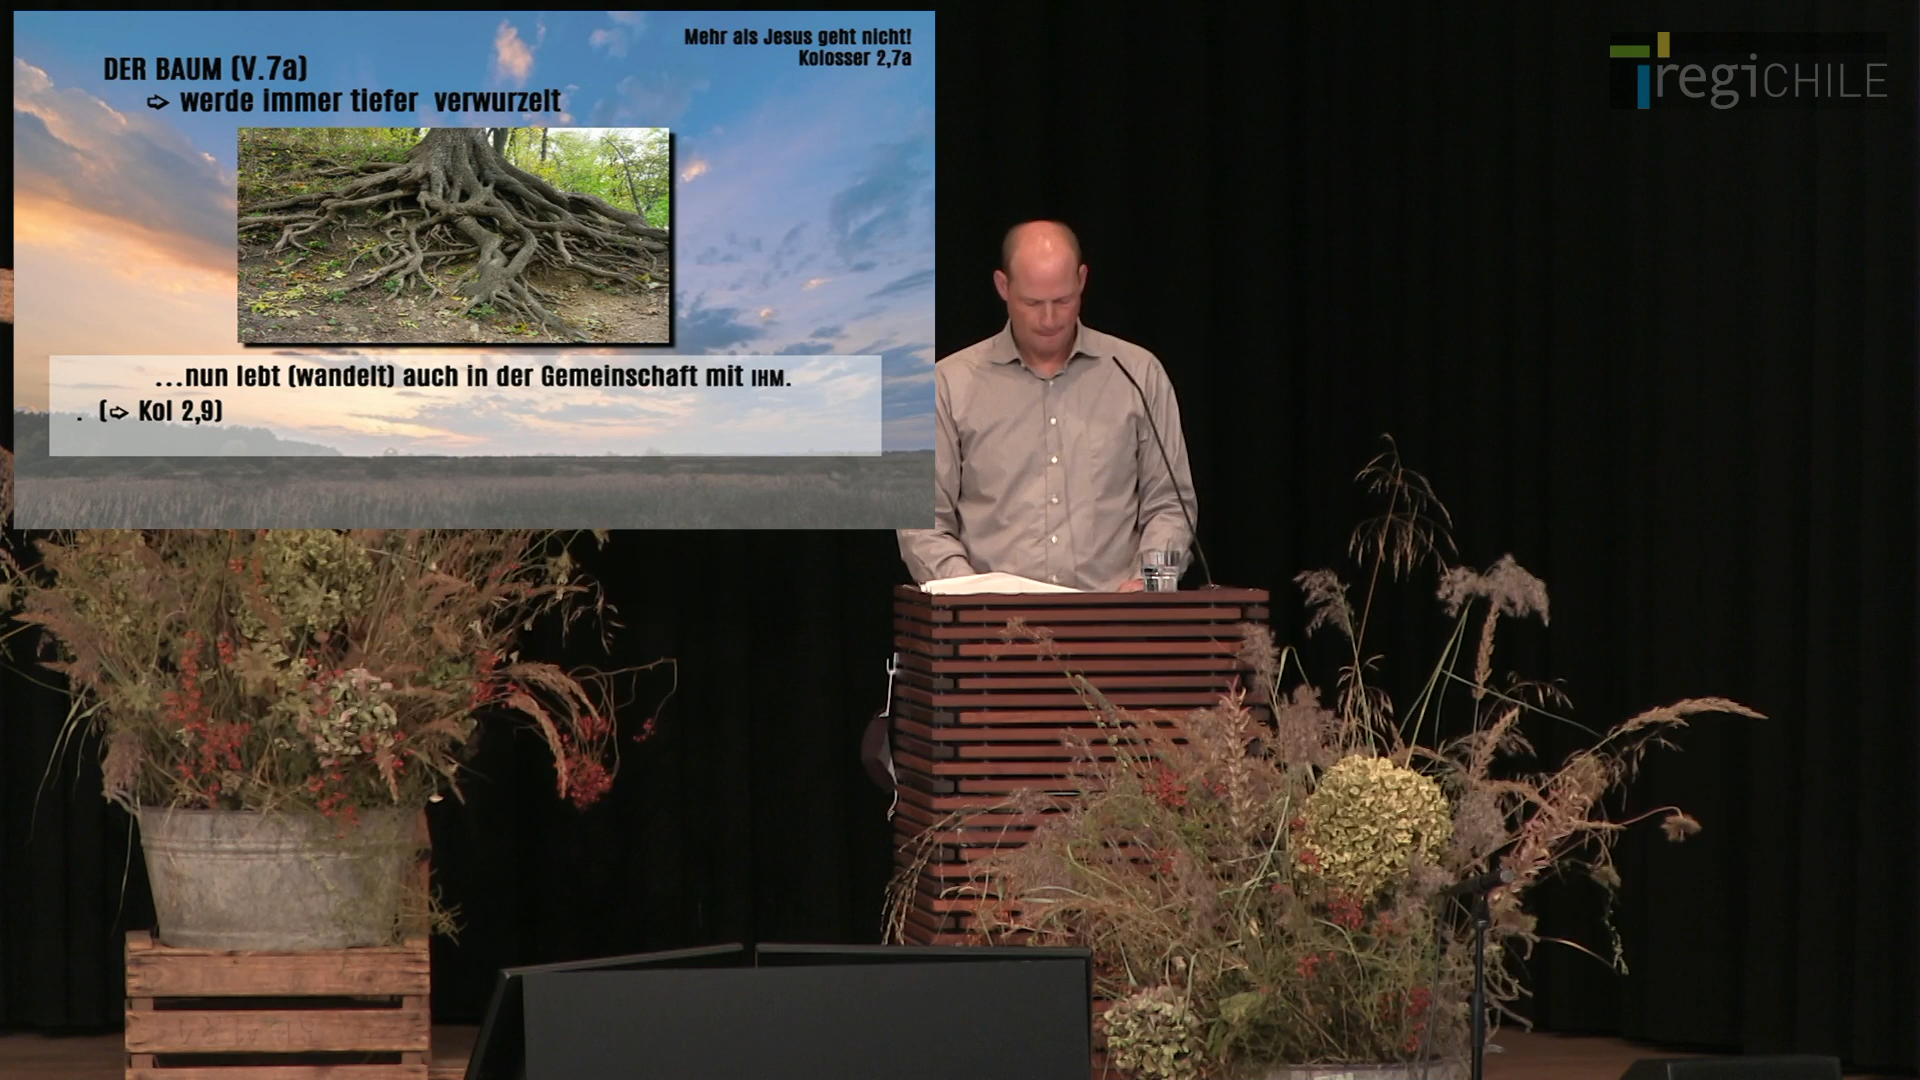 Mehr als Jesus geht nicht!
Kolosser 2,7a
DER BAUM (V.7a)
➩ werde immer tiefer verwurzelt
...nun lebt (wandelt) auch in der Gemeinschaft mit IHM.
. (➩ Kol 2,9)
regiCHILE